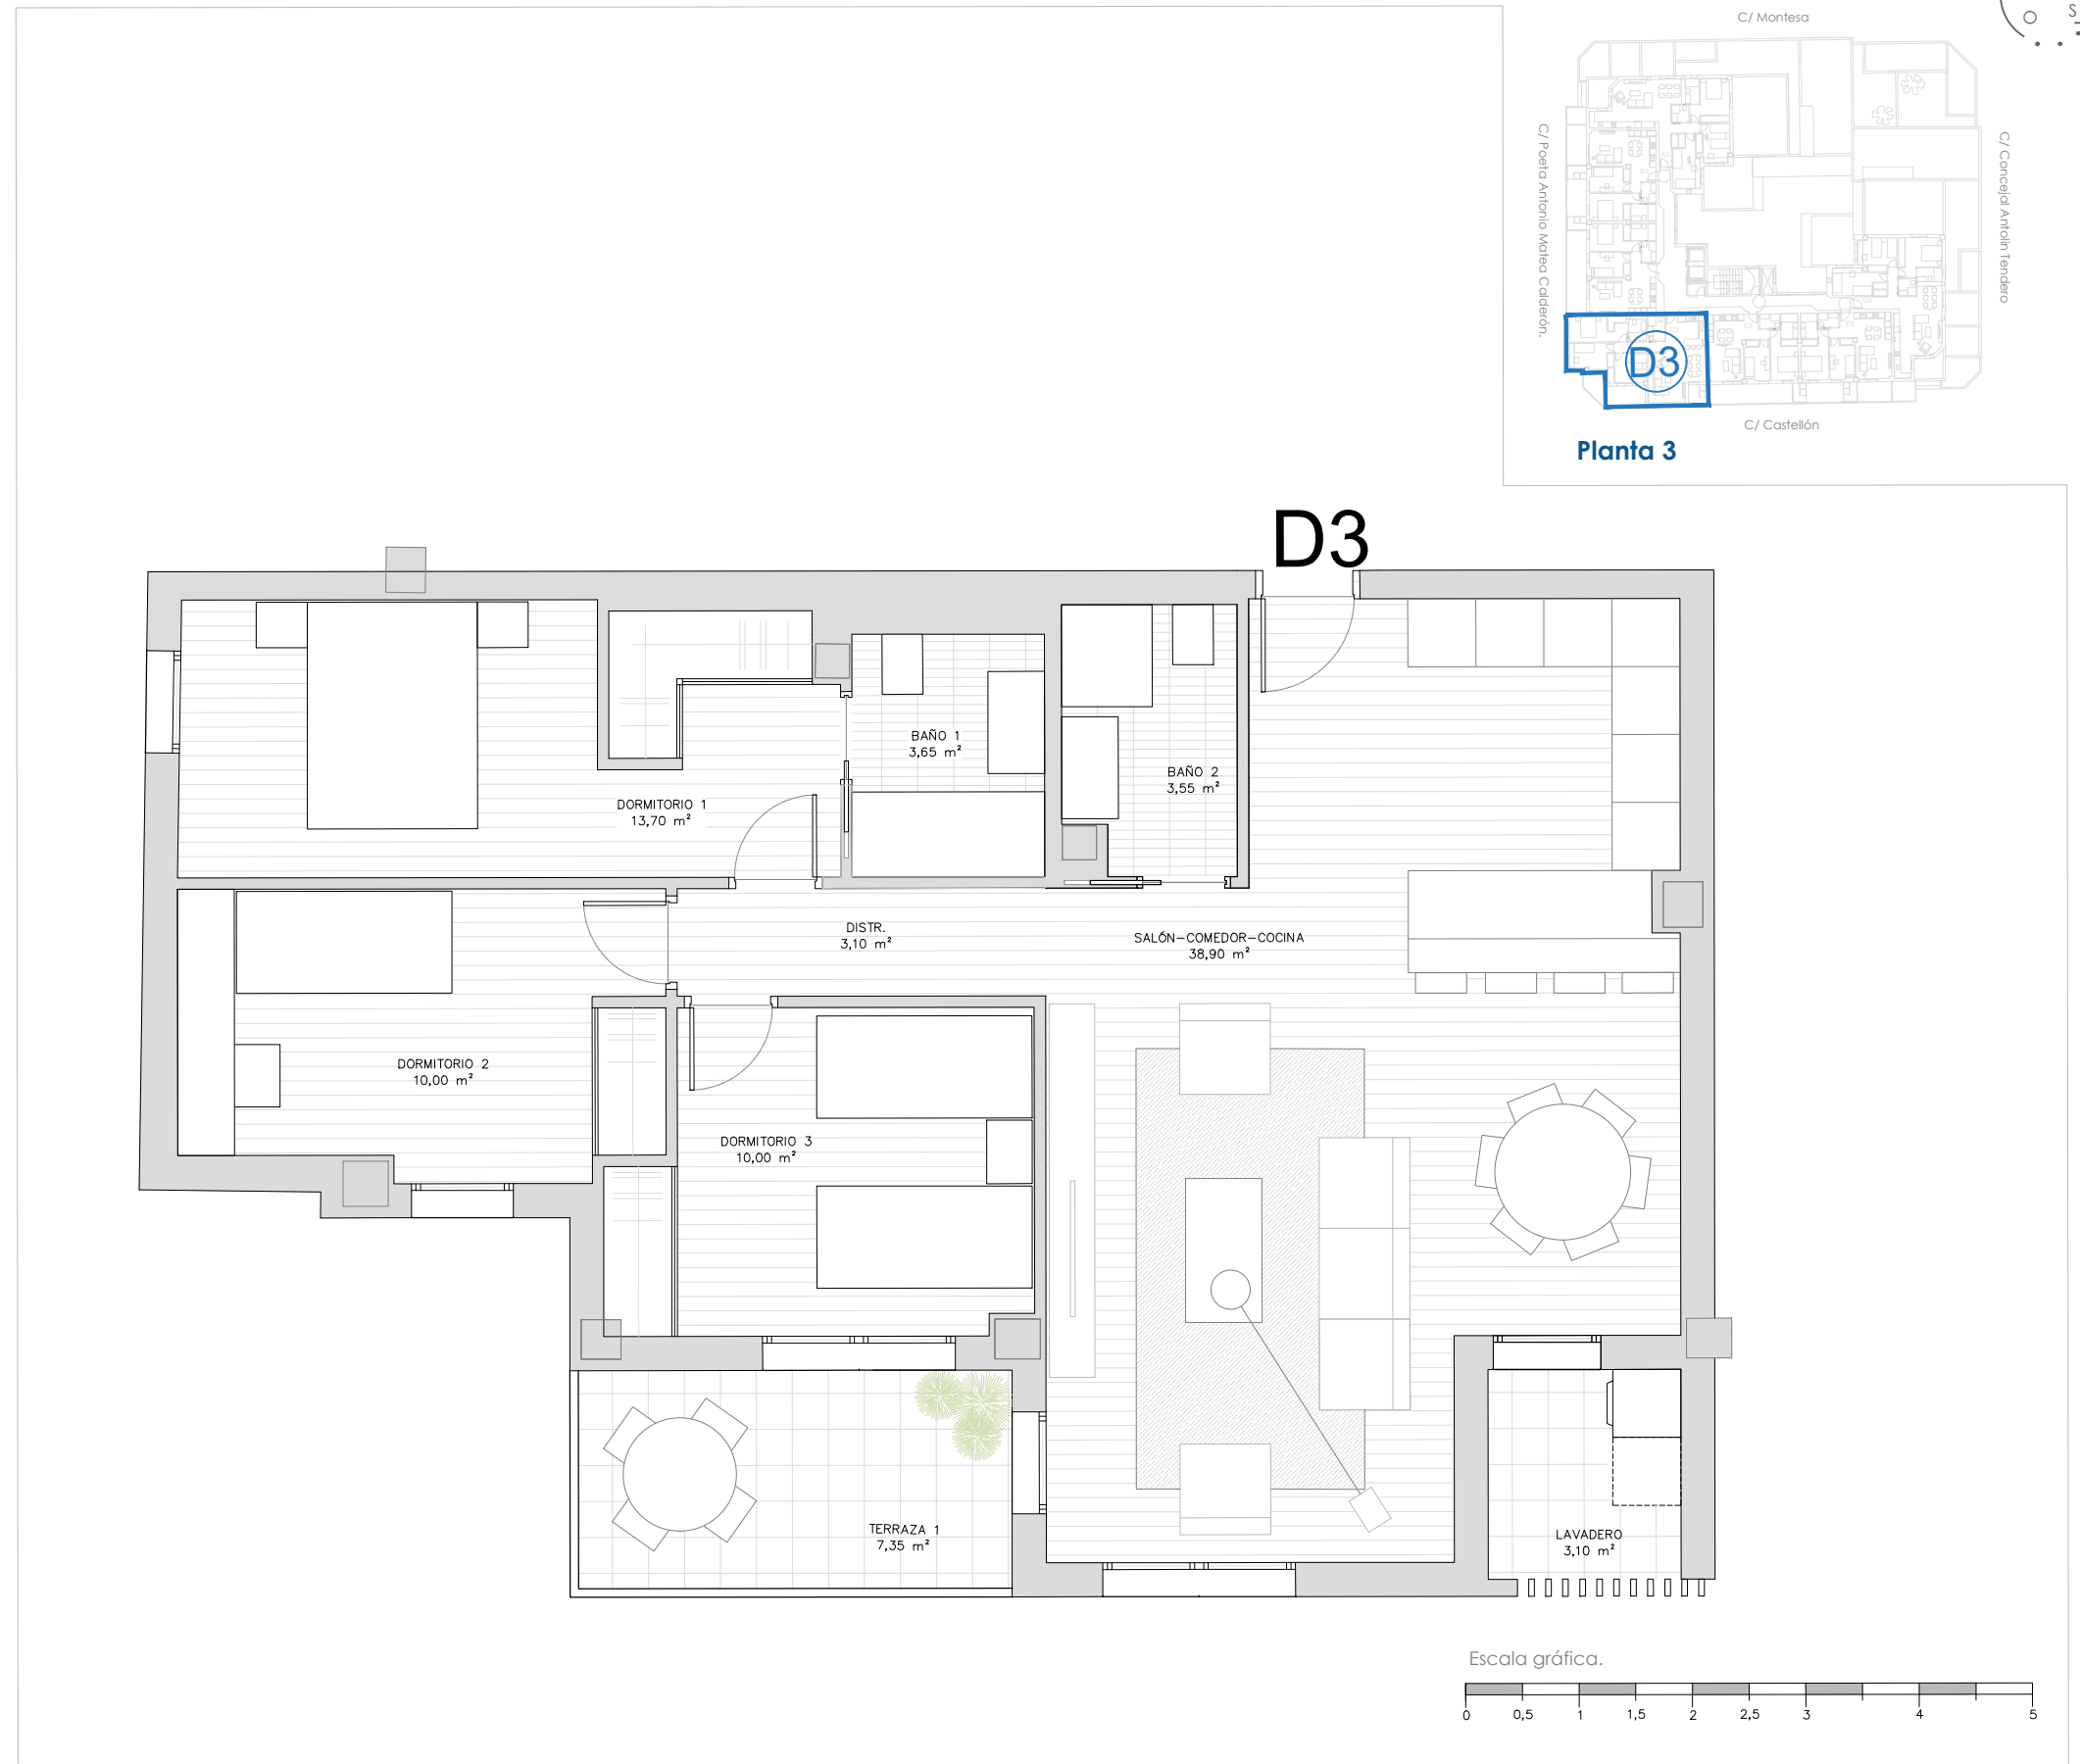 C/ Montesa
S
C/ Poeta Antonio Matea Calderón.
C/ Concejal Antolin Tendero
D3
C/ Castellón
Planta 3
D3
BAÑO 1
3,65 m²
BAÑO 2
3,55 m²
DORMITORIO 1
13,70 m²
DISTR.
3,10 m²
SALÓN-COMEDOR-COCINA
38,90 m²
DORMITORIO 2
10,00 m²
DORMITORIO 3
10,00 m²
TERRAZA 1
7,35 m²
LAVADERO
3,10 m²
Escala gráfica.
0 0,5 1 1,5 2 2,5 3 4 5